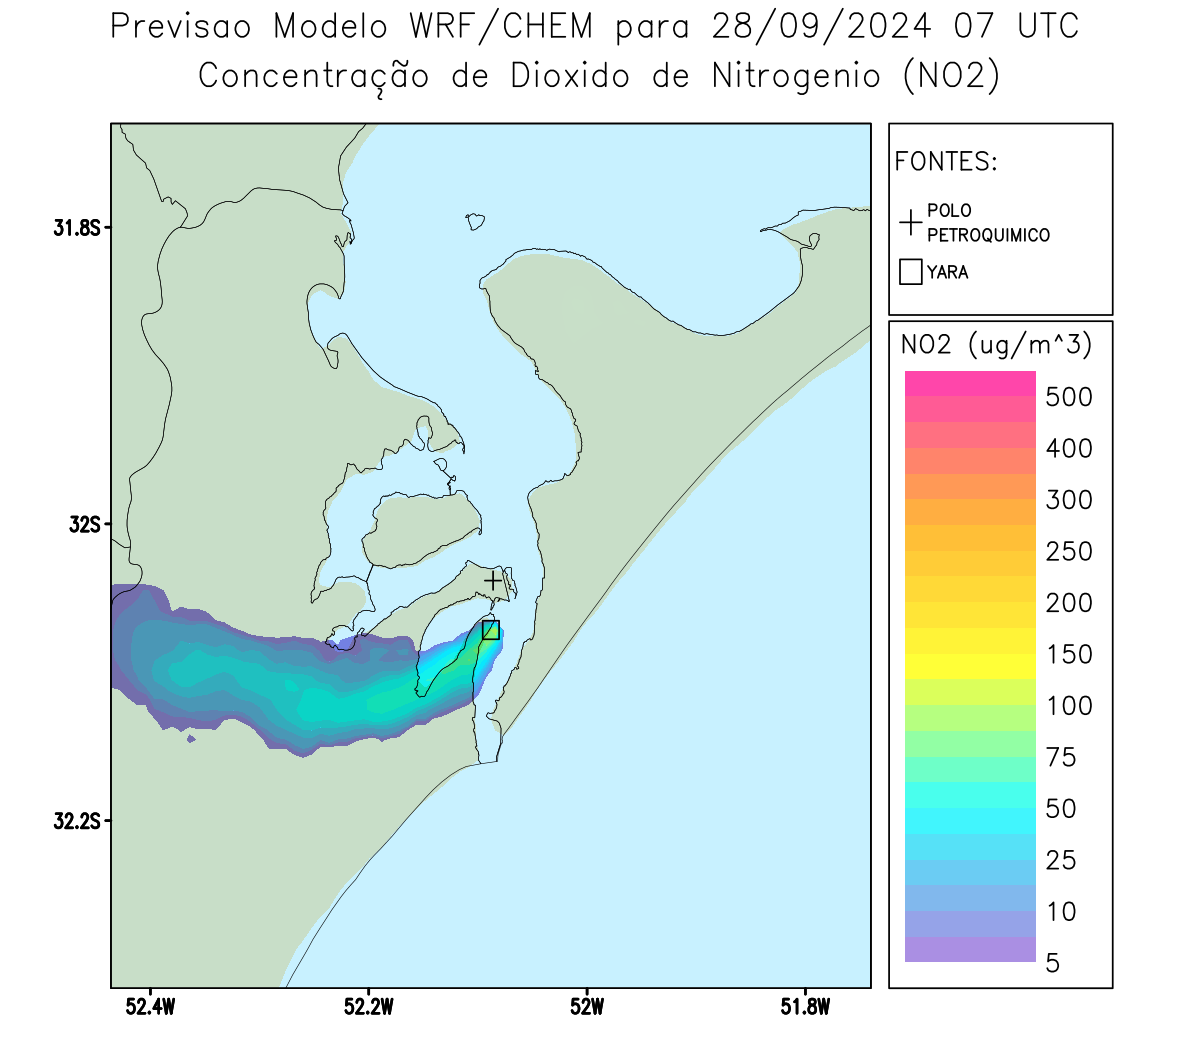 Previsao Modelo WRF/CHEM para 28/09/2024 07 UTC
Concentração de Dioxido de Nitrogenio (NO2)
FONTES:
POLO
PETROQUIMICO
YARA
NO2 (ug/m^3)
500
400
300
250
200
150
100
75
50
25
10
5
31.8S
32S
32.2S
52.4W
52.2W
52W
51.8W